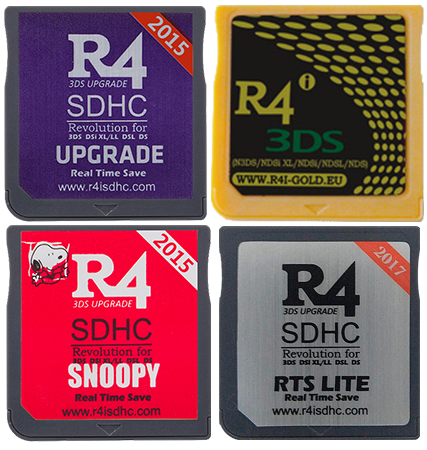 2015
R4
3DS UPGRADE
SDHC
Revolution for
3DS DSi XL/LL DSL DS
UPGRADE
Real Time Save
www.r4isdhc.com
R4i
3DS
(N3DS/NDSi XL/NDSi/NDSL/NDS)
WWW.R4I-GOLD.EU
2015
R4
3DS UPGRADE
SDHC
Revolution for
3DS DSi XL/LL DSL DS
SNOOPY
Real Time Save
www.r4isdhc.com
2017
R4
3DS UPGRADE
SDHC
Revolution for
3DS DSi XL/LL DSL DS
RTS LITE
Real Time Save
www.r4isdhc.com